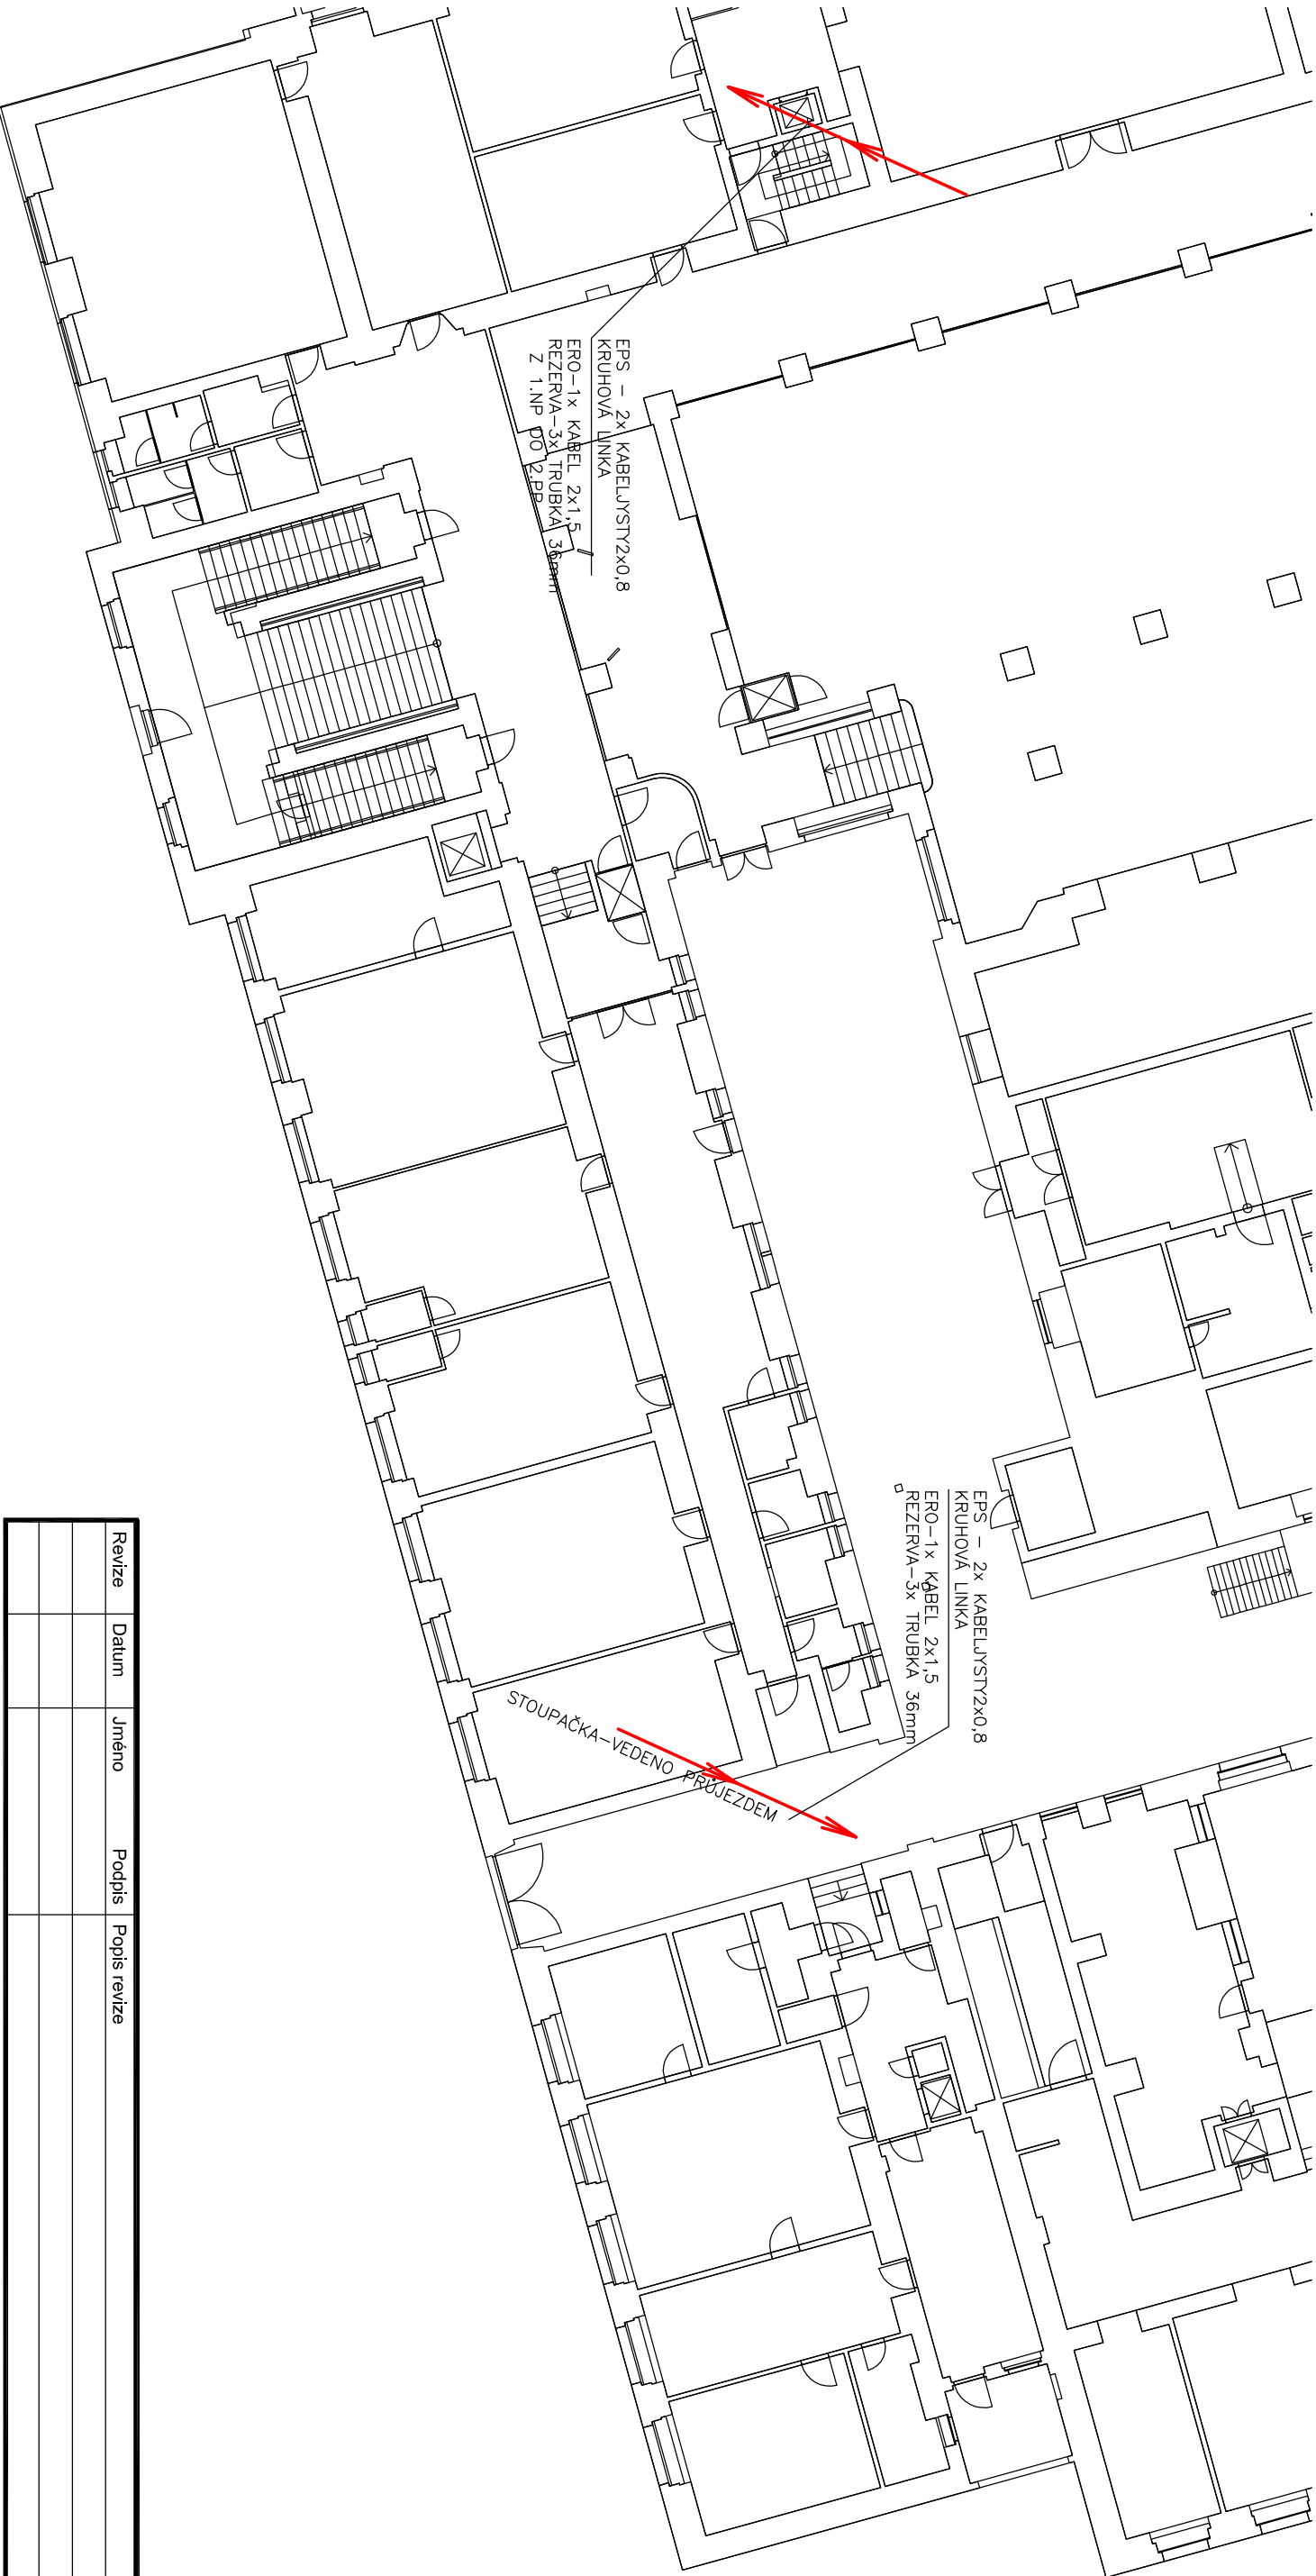 EPS - 2x KABELJYSTY2x0,8
KRUHOVÁ LINKA
ERO-1x KABEL 2x1,5
REZERVA-3x TRUBKA 36mm
Z 1.NP DO 2.PP
EPS - 2x KABELJYSTY2x0,8
KRUHOVÁ LINKA
ERO-1x KABEL 2x1,5
REZERVA-3x TRUBKA 36mm
STOUPAČKA-VEDENO PRŮJEZDEM
Revize Datum Jméno Podpis Popis revize